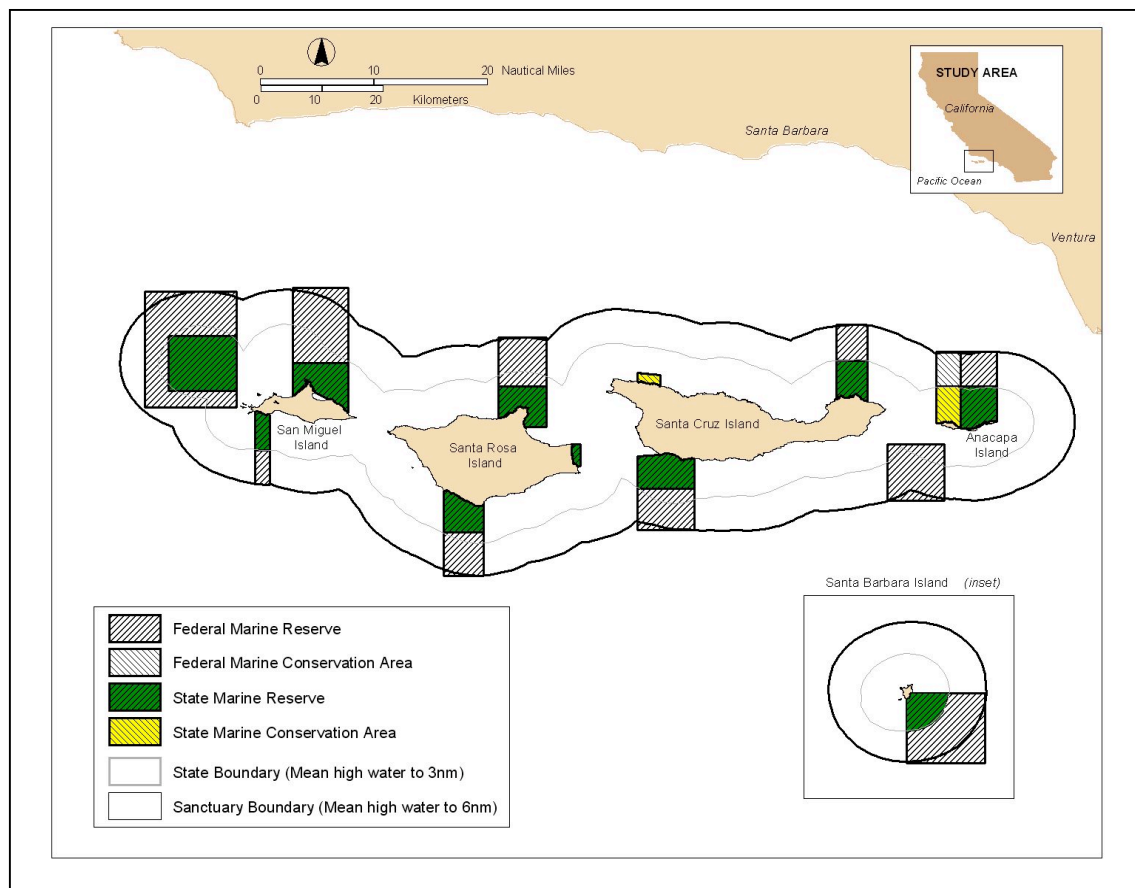 0 10 20 Nautical Miles
0 10 20 Kilometers
STUDY AREA
California
Pacific Ocean
Santa Barbara
Ventura
San Miguel
Island
Santa Rosa
Island
Santa Cruz Island
Anacapa
Island
Santa Barbara Island (inset)
Federal Marine Reserve
Federal Marine Conservation Area
State Marine Reserve
State Marine Conservation Area
State Boundary (Mean high water to 3nm)
Sanctuary Boundary (Mean high water to 6nm)